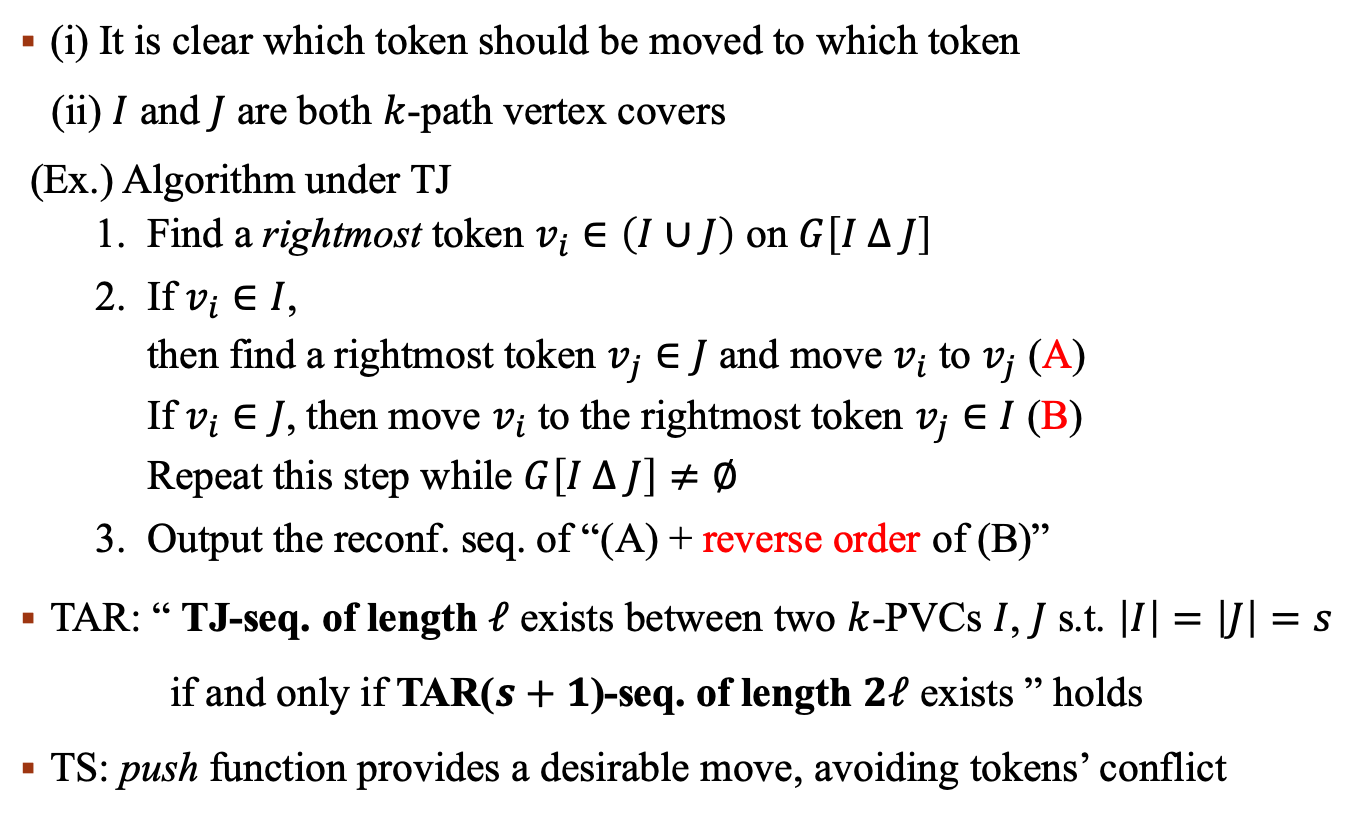 ▪ (i) It is clear which token should be moved to which token
(ii) I and J are both k-path vertex covers
(Ex.) Algorithm under TJ
1. Find a rightmost token vᵢ ∈ (I ∪ J) on G[I Δ J]
2. If vᵢ ∈ I,
then find a rightmost token vⱼ ∈ J and move vᵢ to vⱼ (A)
If vᵢ ∈ J, then move vᵢ to the rightmost token vⱼ ∈ I (B)
Repeat this step while G[I Δ J] ≠ ∅
3. Output the reconf. seq. of “(A) + reverse order of (B)”
▪ TAR: “ TJ-seq. of length ℓ exists between two k-PVCs I, J s.t. |I| = |J| = s
if and only if TAR(s + 1)-seq. of length 2ℓ exists ” holds
▪ TS: push function provides a desirable move, avoiding tokens’ conflict